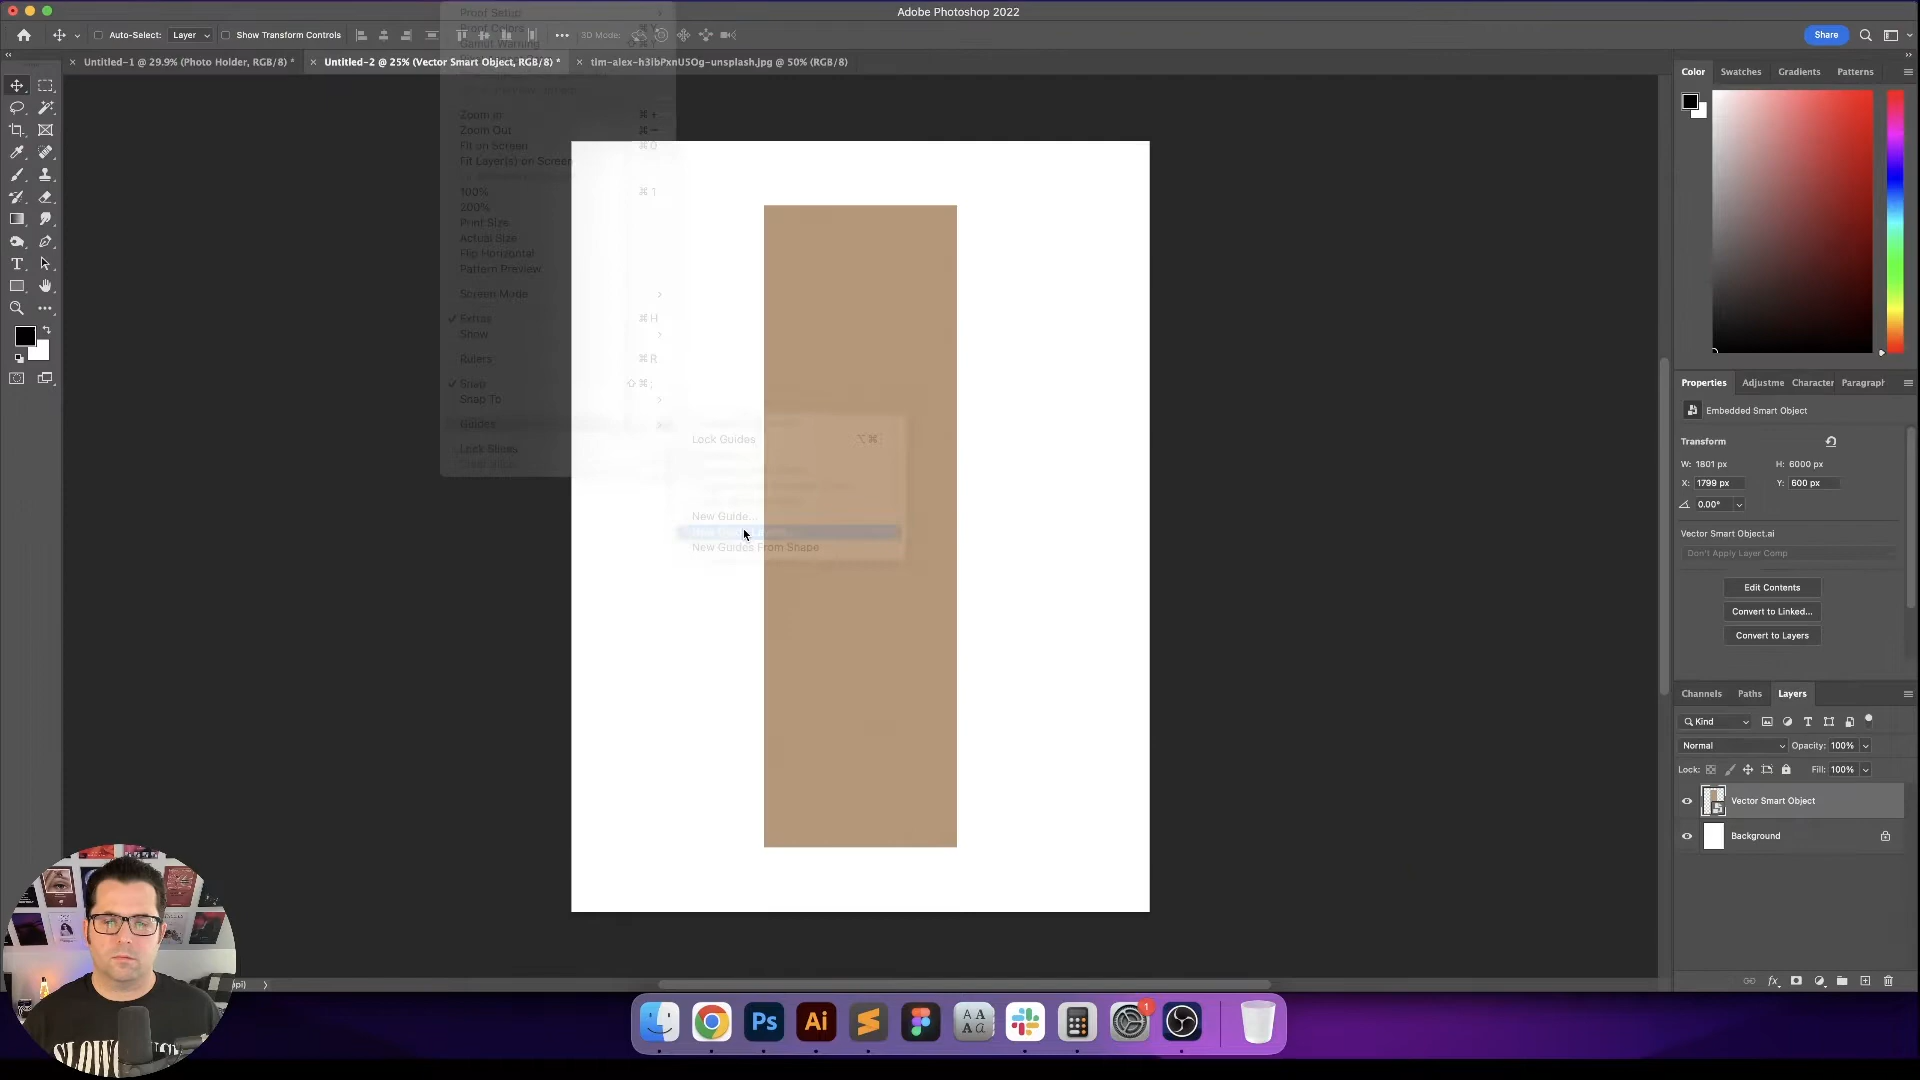 Adobe Photoshop 2022
Auto-Select:
Layer
Show Transform Controls
3D Mode:
Share
× Untitled-1 @ 29.9% (Photo Holder, RGB/8) *
× Untitled-2 @ 25% (Vector Smart Object, RGB/8) *
× tim-alex-h3ibPxnU5Og-unsplash.jpg @ 50% (RGB/8)
Proof Setup
Proof Colors ⌘ Y
Gamut Warning ⇧⌘ Y
Zoom In ⌘ +
Zoom Out ⌘ −
Fit on Screen ⌘ 0
Fit Layer(s) on Screen
100% ⌘ 1
200%
Print Size
Actual Size
Flip Horizontal
Pattern Preview
Screen Mode
Extras ⌘ H
Show
Rulers ⌘ R
Snap ⇧ ⌘ ;
Snap To
Guides
Lock Slices
Lock Guides ⌥ ⌘ ;
New Guide...
New Guides From Shape
Color Swatches Gradients Patterns
Properties Adjustme Character Paragraph
Embedded Smart Object
Transform
W: 1801 px H: 6000 px
X: 1799 px Y: 600 px
0.00°
Vector Smart Object.ai
Don't Apply Layer Comp
Edit Contents
Convert to Linked...
Convert to Layers
Channels Paths Layers
Kind
Normal Opacity: 100%
Lock: Fill: 100%
Vector Smart Object
Background
pi)
Ps
Ai
AA
Aa
1